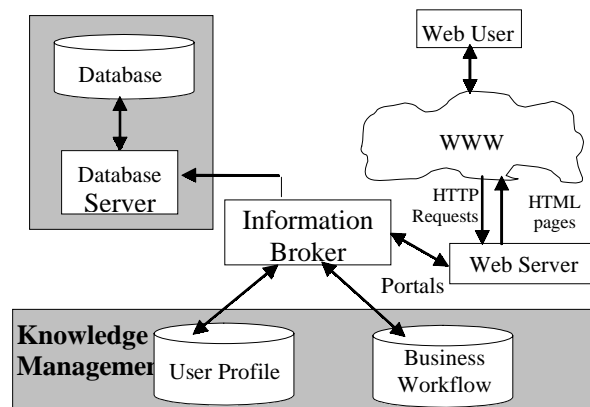 Database
Database
Server
Web User
WWW
HTTP
Requests
HTML
pages
Information
Broker
Web Server
Portals
Knowledge
Management
User Profile
Business
Workflow